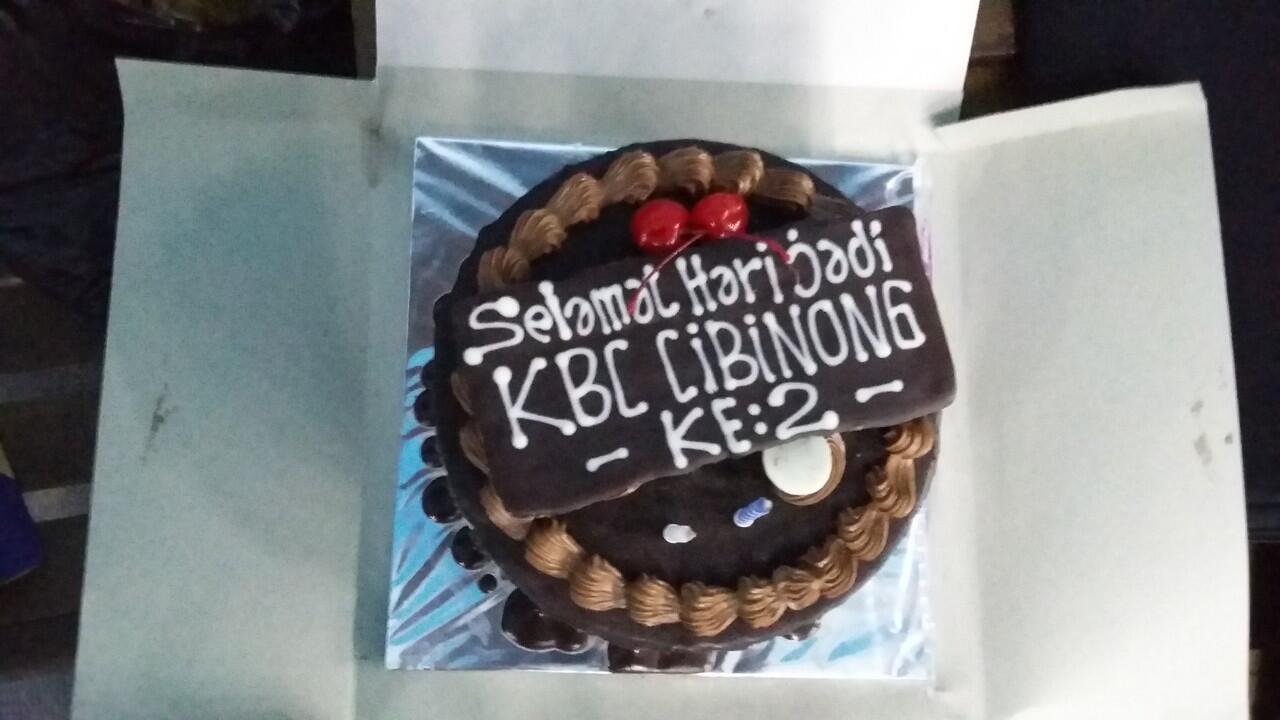 Selamat Hari Jadi
KBC CiBiNONG
- KE:2 -